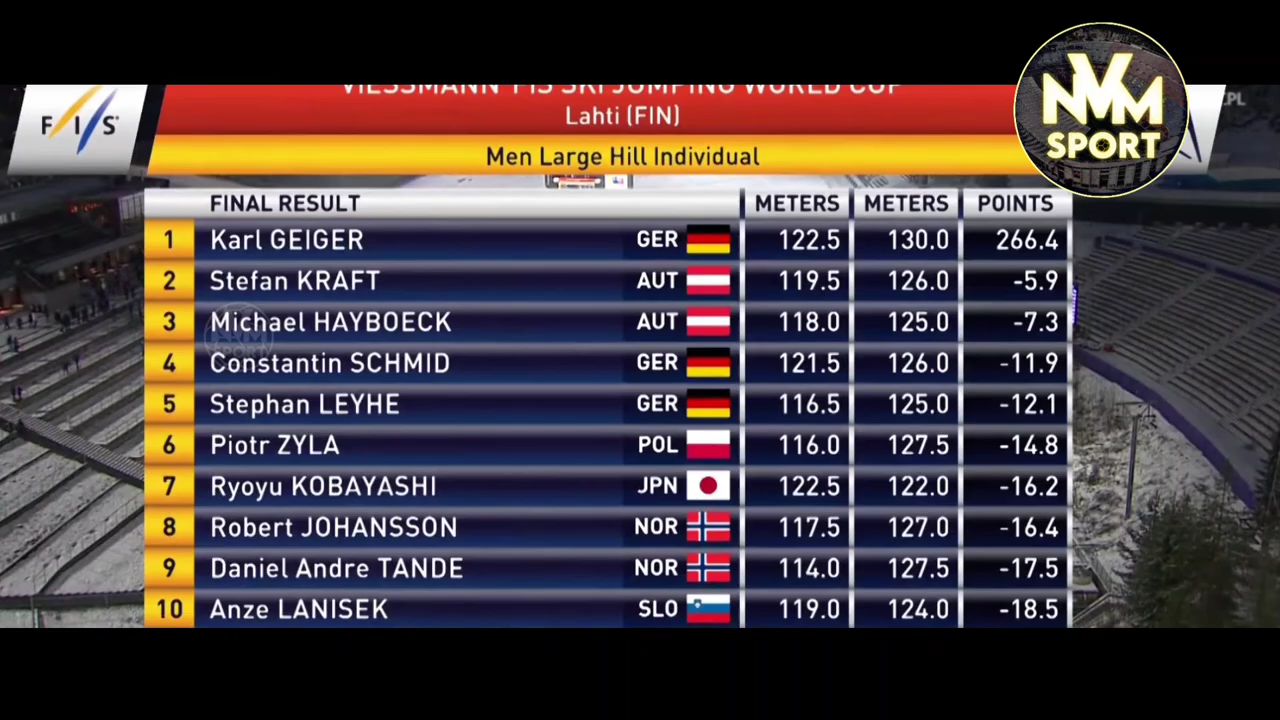 VIESSMANN FIS SKI JUMPING WORLD CUP
FIS
Lahti (FIN)
NVM
SPORT
Men Large Hill Individual
FINAL RESULT METERS METERS POINTS
1 Karl GEIGER GER 122.5 130.0 266.4
2 Stefan KRAFT AUT 119.5 126.0 -5.9
3 Michael HAYBOECK AUT 118.0 125.0 -7.3
4 Constantin SCHMID GER 121.5 126.0 -11.9
5 Stephan LEYHE GER 116.5 125.0 -12.1
6 Piotr ZYLA POL 116.0 127.5 -14.8
7 Ryoyu KOBAYASHI JPN 122.5 122.0 -16.2
8 Robert JOHANSSON NOR 117.5 127.0 -16.4
9 Daniel Andre TANDE NOR 114.0 127.5 -17.5
10 Anze LANISEK SLO 119.0 124.0 -18.5